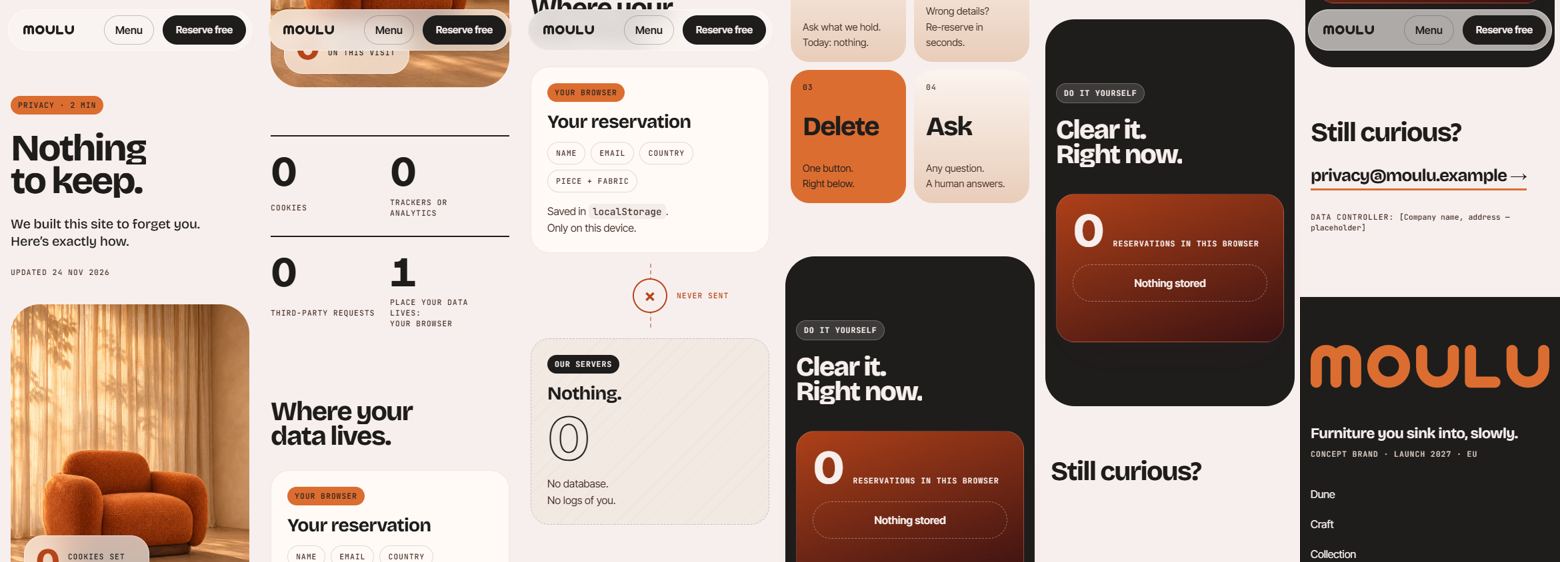 MOULU
Menu
Reserve free
PRIVACY · 2 MIN
Nothing
to keep.
We built this site to forget you.
Here's exactly how.
UPDATED 24 NOV 2026
0
COOKIES SET
MOULU
Menu
Reserve free
ON THIS VISIT
0
COOKIES
0
TRACKERS OR
ANALYTICS
0
THIRD-PARTY REQUESTS
1
PLACE YOUR DATA
LIVES:
YOUR BROWSER
Where your
data lives.
YOUR BROWSER
Your reservation
NAME
EMAIL
COUNTRY
Where your
MOULU
Menu
Reserve free
YOUR BROWSER
Your reservation
NAME
EMAIL
COUNTRY
PIECE + FABRIC
Saved in localStorage.
Only on this device.
×
NEVER SENT
OUR SERVERS
Nothing.
0
No database.
No logs of you.
Ask what we hold.
Today: nothing.
Wrong details?
Re-reserve in
seconds.
03
Delete
One button.
Right below.
04
Ask
Any question.
A human answers.
DO IT YOURSELF
Clear it.
Right now.
0 RESERVATIONS IN THIS BROWSER
Nothing stored
DO IT YOURSELF
Clear it.
Right now.
0 RESERVATIONS IN THIS BROWSER
Nothing stored
Still curious?
MOULU
Menu
Reserve free
Still curious?
privacy@moulu.example →
DATA CONTROLLER: [Company name, address —
placeholder]
MOULU
Furniture you sink into, slowly.
CONCEPT BRAND · LAUNCH 2027 · EU
Dune
Craft
Collection